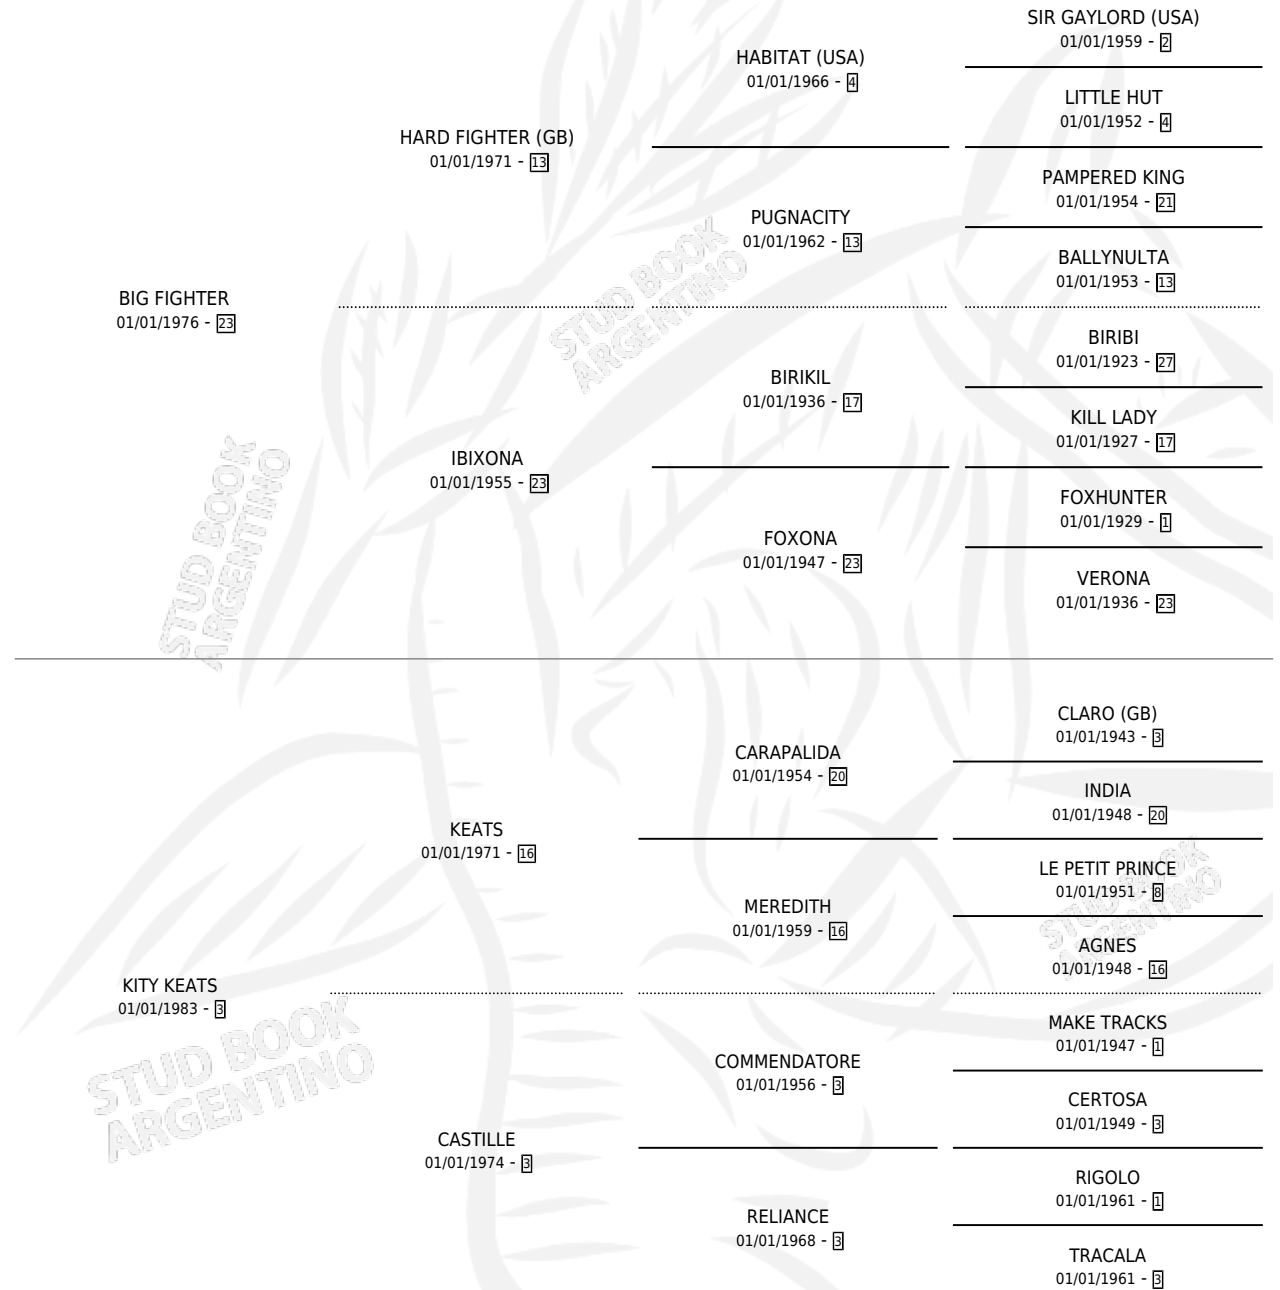 SIR GAYLORD (USA)
01/01/1959 - 2
HABITAT (USA)
01/01/1966 - 4
LITTLE HUT
01/01/1952 - 4
HARD FIGHTER (GB)
01/01/1971 - 13
PAMPERED KING
01/01/1954 - 21
PUGNACITY
01/01/1962 - 13
BALLYNULTA
01/01/1953 - 13
BIG FIGHTER
01/01/1976 - 23
BIRIBI
01/01/1923 - 27
BIRIKIL
01/01/1936 - 17
KILL LADY
01/01/1927 - 17
IBIXONA
01/01/1955 - 23
FOXHUNTER
01/01/1929 - 1
FOXONA
01/01/1947 - 23
VERONA
01/01/1936 - 23
CLARO (GB)
01/01/1943 - 3
CARAPALIDA
01/01/1954 - 20
INDIA
01/01/1948 - 20
KEATS
01/01/1971 - 16
LE PETIT PRINCE
01/01/1951 - 8
MEREDITH
01/01/1959 - 16
AGNES
01/01/1948 - 16
KITY KEATS
01/01/1983 - 3
MAKE TRACKS
01/01/1947 - 1
COMMENDATORE
01/01/1956 - 3
CERTOSA
01/01/1949 - 3
CASTILLE
01/01/1974 - 3
RIGOLO
01/01/1961 - 1
RELIANCE
01/01/1968 - 3
TRACALA
01/01/1961 - 3
STUD BOOK
ARGENTINO
STUD BOOK
ARGENTINO
STUD BOOK
ARGENTINO
STUD BOOK
ARGENTINO